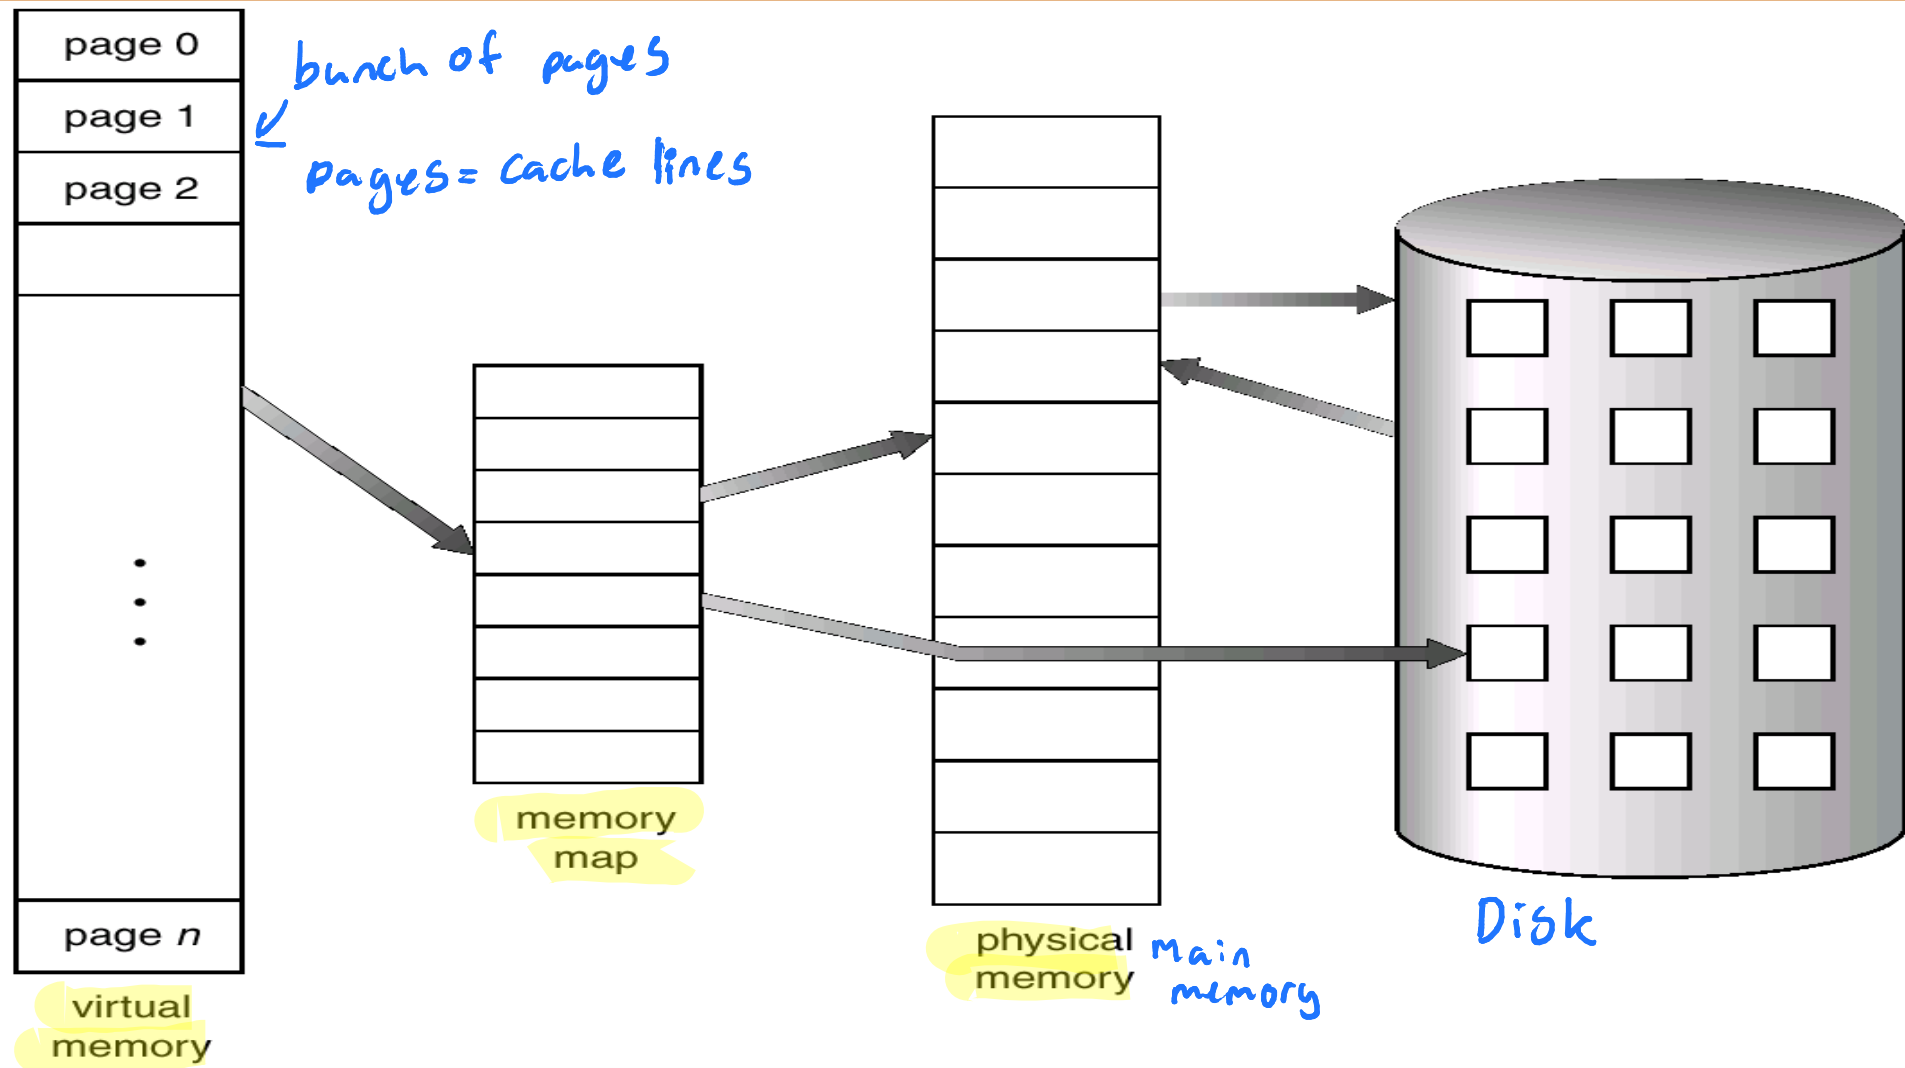 page 0
page 1
page 2
page n
virtual
memory
bunch of pages
pages = cache lines
memory
map
physical
memory
Main
memory
Disk